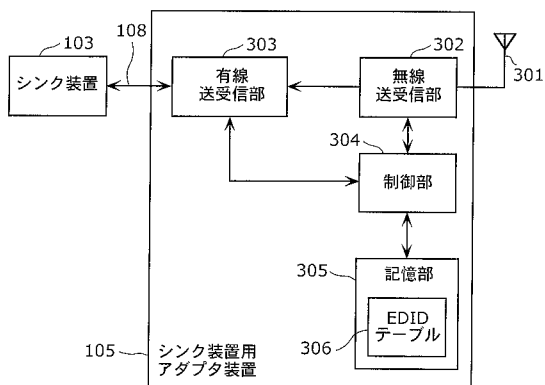 103
シンク装置
108
303
有線
送受信部
302
無線
送受信部
301
304
制御部
305
記憶部
EDID
テーブル
306
105
シンク装置用
アダプタ装置